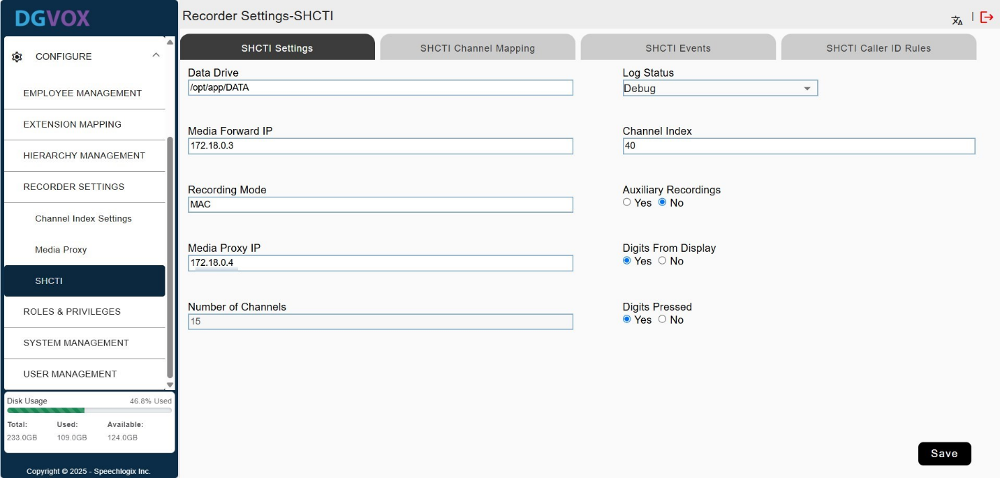 DGVOX
CONFIGURE
EMPLOYEE MANAGEMENT
EXTENSION MAPPING
HIERARCHY MANAGEMENT
RECORDER SETTINGS
Channel Index Settings
Media Proxy
SHCTI
ROLES & PRIVILEGES
SYSTEM MANAGEMENT
USER MANAGEMENT
Disk Usage 46.8% Used
Total: Used: Available:
233.0GB 109.0GB 124.0GB
Copyright © 2025 - Speechlogix Inc.
Recorder Settings-SHCTI
SHCTI Settings SHCTI Channel Mapping SHCTI Events SHCTI Caller ID Rules
Data Drive
/opt/app/DATA
Media Forward IP
172.18.0.3
Recording Mode
MAC
Media Proxy IP
172.18.0.4
Number of Channels
15
Log Status
Debug
Channel Index
40
Auxiliary Recordings
Yes No
Digits From Display
Yes No
Digits Pressed
Yes No
Save